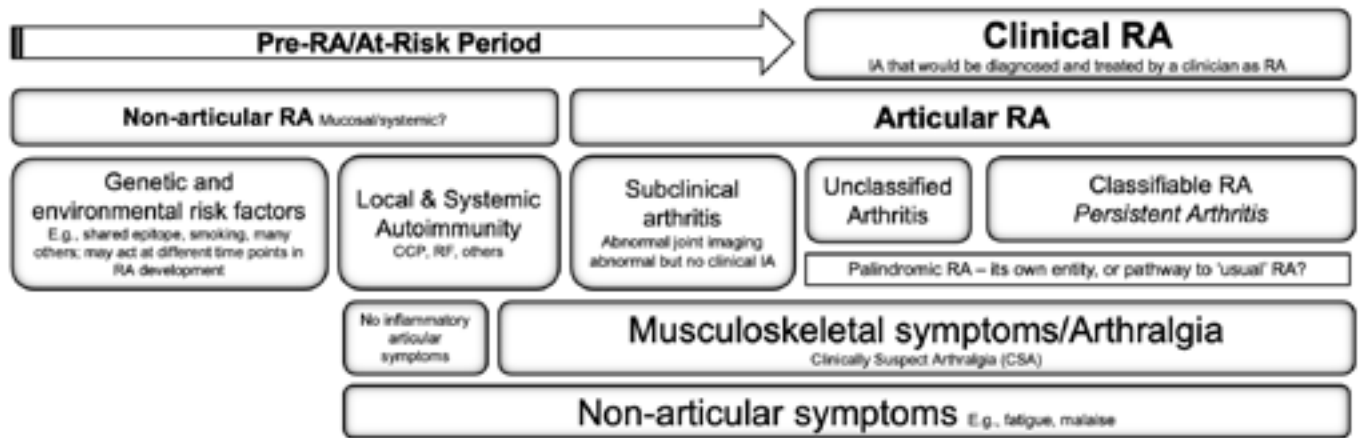 Pre-RA/At-Risk Period
Clinical RA
IA that would be diagnosed and treated by a clinician as RA
Non-articular RA Mucosal/systemic?
Articular RA
Genetic and
environmental risk factors
E.g., shared epitope, smoking, many
others; may act at different time points in
RA development
Local & Systemic
Autoimmunity
CCP, RF, others
Subclinical
arthritis
Abnormal joint imaging
abnormal but no clinical IA
Unclassified
Arthritis
Classifiable RA
Persistent Arthritis
Palindromic RA – its own entity, or pathway to 'usual' RA?
No inflammatory
articular
symptoms
Musculoskeletal symptoms/Arthralgia
Clinically Suspect Arthralgia (CSA)
Non-articular symptoms E.g., fatigue, malaise